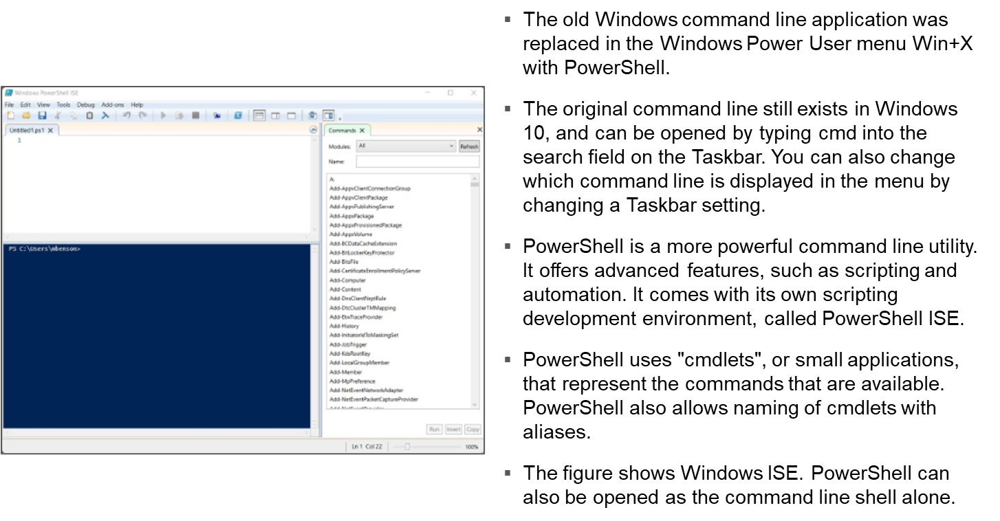 Windows PowerShell ISE
File Edit View Tools Debug Add-ons Help
Untitled1.ps1 X
1
PS C:\Users\mbenson>
Commands X
Modules: All Refresh
Name:
A:
Add-AppvClientConnectionGroup
Add-AppvClientPackage
Add-AppvPublishingServer
Add-AppxPackage
Add-AppxProvisionedPackage
Add-AppxVolume
Add-BCDataCacheExtension
Add-BitLockerKeyProtector
Add-BitsFile
Add-CertificateEnrollmentPolicyServer
Add-Computer
Add-Content
Add-DnsClientNrptRule
Add-DtcClusterTMMapping
Add-EtwTraceProvider
Add-History
Add-InitiatorIdToMaskingSet
Add-JobTrigger
Add-KdsRootKey
Add-LocalGroupMember
Add-Member
Add-MpPreference
Add-NetEventNetworkAdapter
Add-NetEventPacketCaptureProvider
Run Insert Copy
Ln 1 Col 22 100%
▪ The old Windows command line application was
replaced in the Windows Power User menu Win+X
with PowerShell.
▪ The original command line still exists in Windows
10, and can be opened by typing cmd into the
search field on the Taskbar. You can also change
which command line is displayed in the menu by
changing a Taskbar setting.
▪ PowerShell is a more powerful command line utility.
It offers advanced features, such as scripting and
automation. It comes with its own scripting
development environment, called PowerShell ISE.
▪ PowerShell uses "cmdlets", or small applications,
that represent the commands that are available.
PowerShell also allows naming of cmdlets with
aliases.
▪ The figure shows Windows ISE. PowerShell can
also be opened as the command line shell alone.